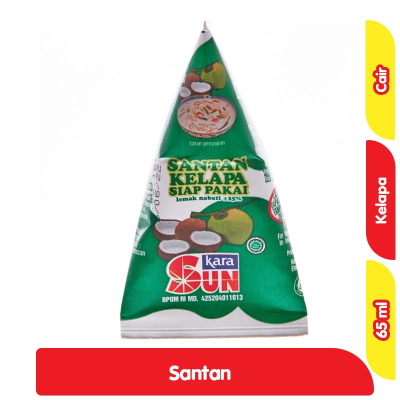 saran penyajian
SANTAN
KELAPA
SIAP PAKAI
lemak nabati ±25%
kara
SUN
BPOM RI MD. 425204011013
Cair
Kelapa
65 ml
Santan